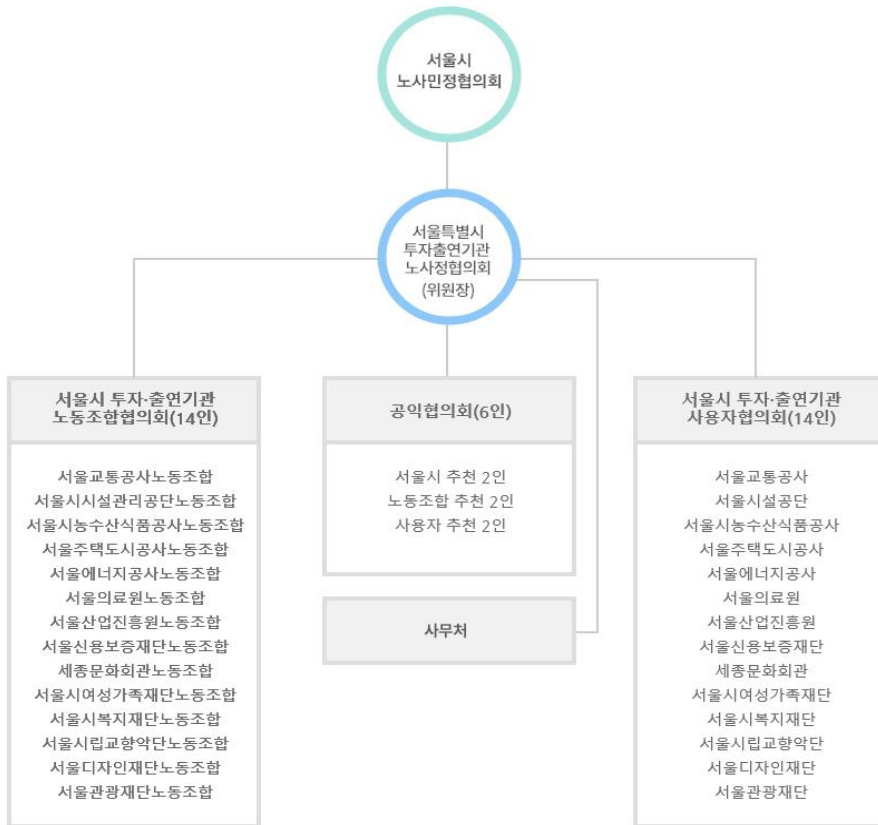 서울시
노사민정협의회
서울특별시
투자출연기관
노사정협의회
(위원장)
서울시 투자·출연기관
노동조합협의회(14인)
서울교통공사노동조합
서울시시설관리공단노동조합
서울시농수산식품공사노동조합
서울주택도시공사노동조합
서울에너지공사노동조합
서울의료원노동조합
서울산업진흥원노동조합
서울신용보증재단노동조합
세종문화회관노동조합
서울시여성가족재단노동조합
서울시복지재단노동조합
서울시립교향악단노동조합
서울디자인재단노동조합
서울관광재단노동조합
공익협의회(6인)
서울시 추천 2인
노동조합 추천 2인
사용자 추천 2인
사무처
서울시 투자·출연기관
사용자협의회(14인)
서울교통공사
서울시설공단
서울시농수산식품공사
서울주택도시공사
서울에너지공사
서울의료원
서울산업진흥원
서울신용보증재단
세종문화회관
서울시여성가족재단
서울시복지재단
서울시립교향악단
서울디자인재단
서울관광재단